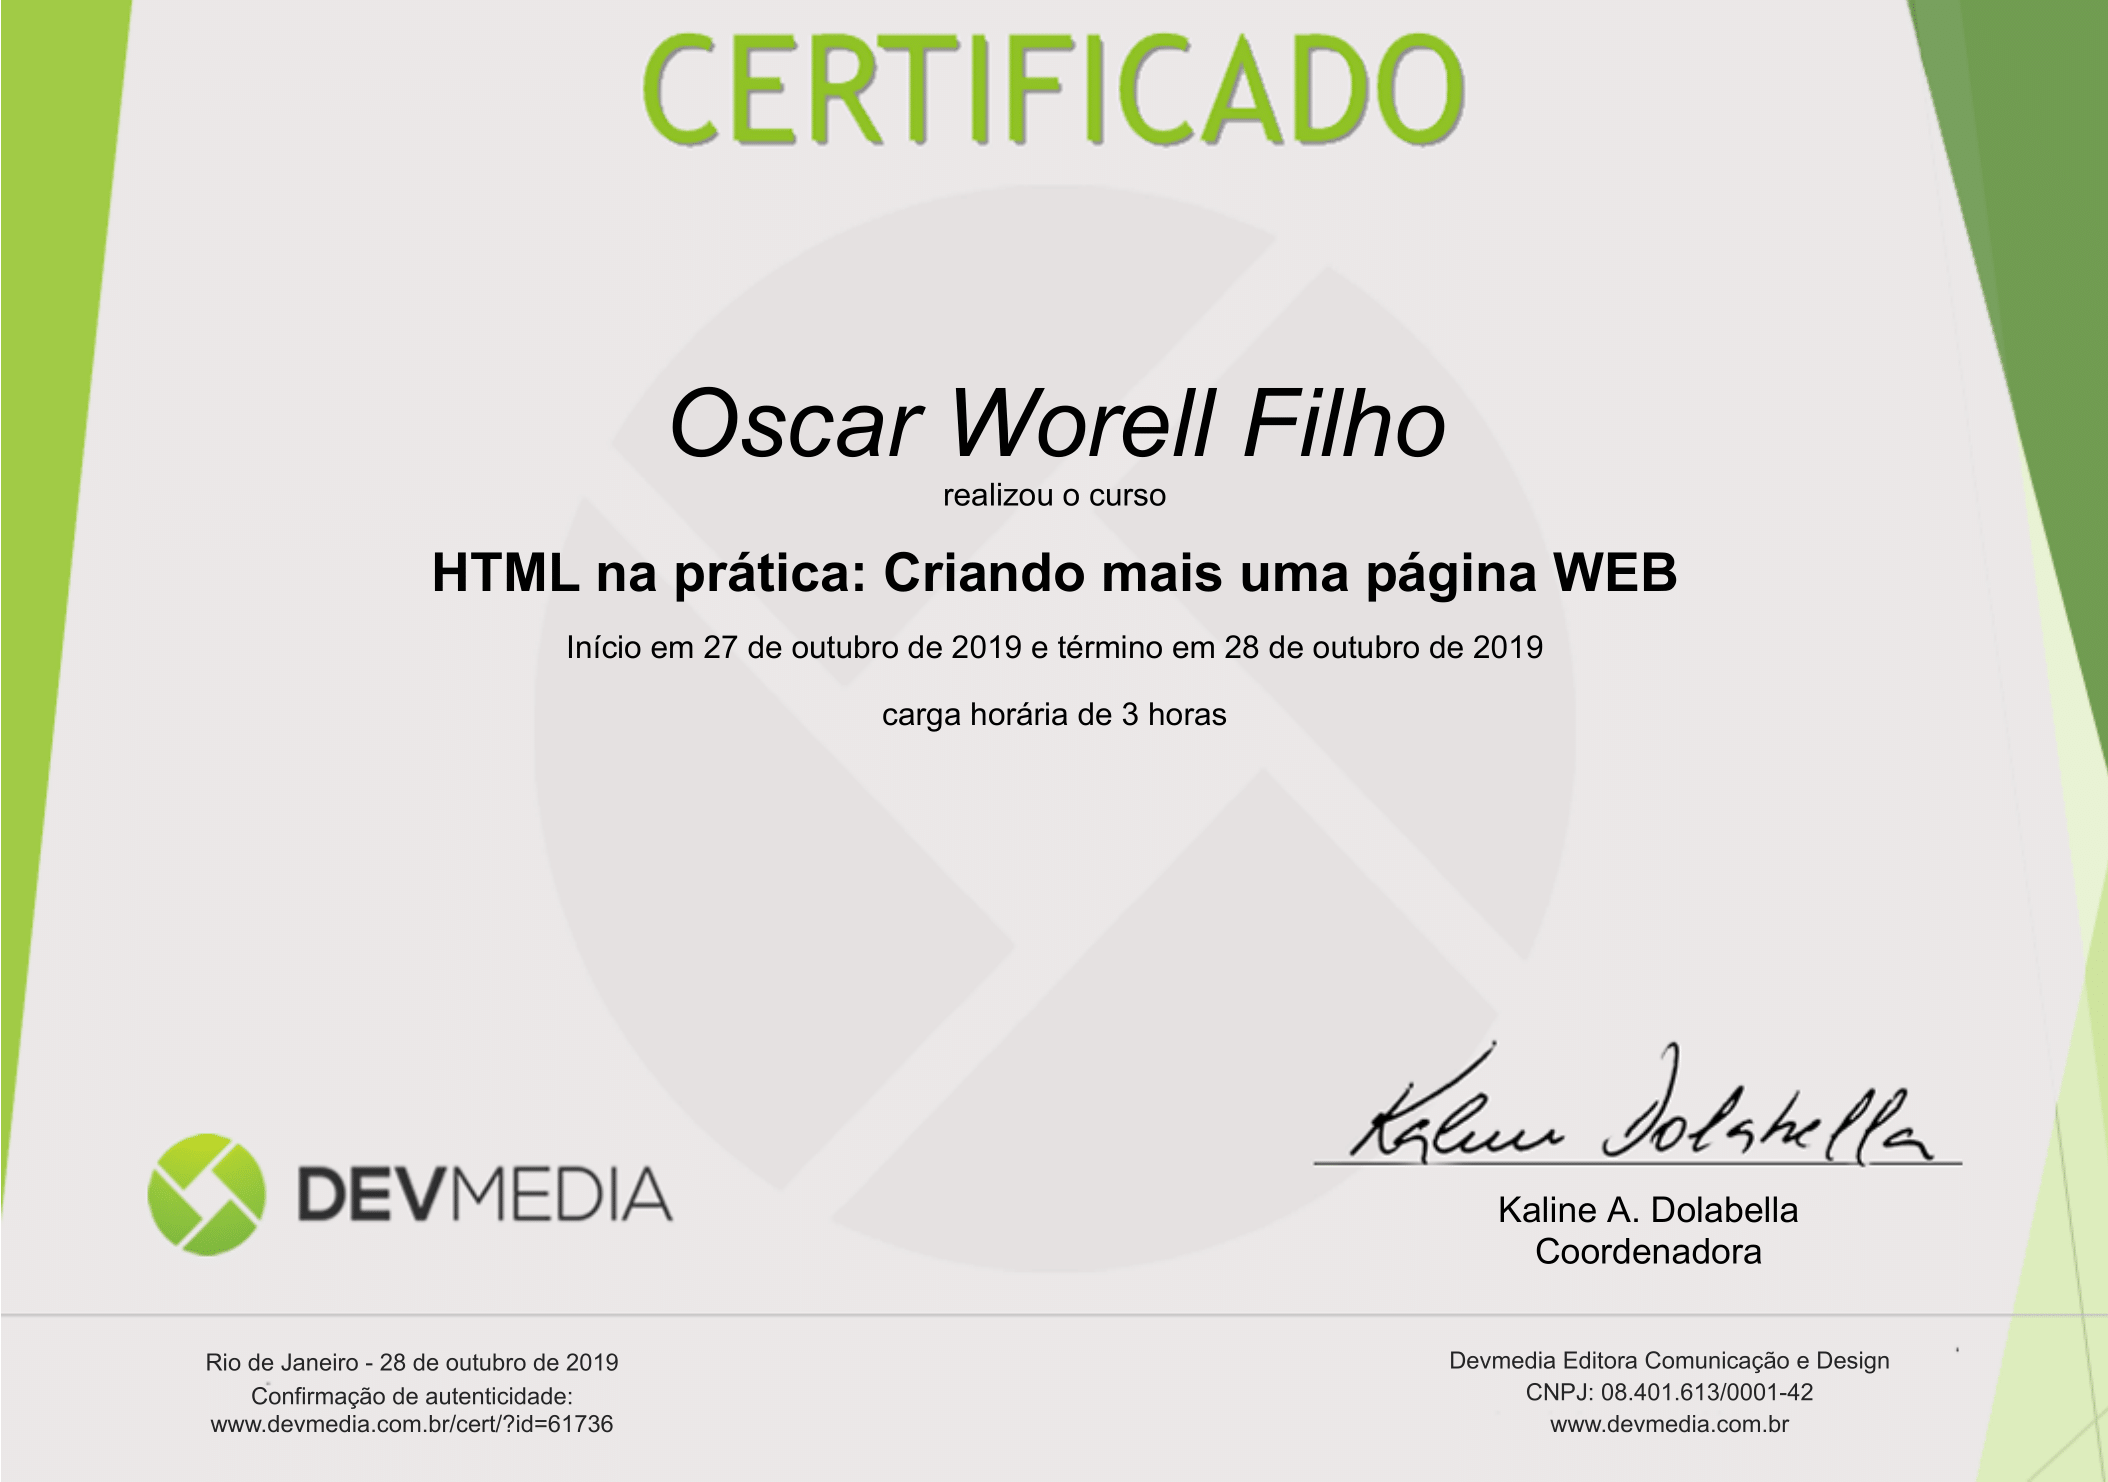 CERTIFICADO
Oscar Worell Filho
realizou o curso
HTML na prática: Criando mais uma página WEB
Início em 27 de outubro de 2019 e término em 28 de outubro de 2019
carga horária de 3 horas
Kaline Dolabella
DEVMEDIA
Kaline A. Dolabella
Coordenadora
Rio de Janeiro - 28 de outubro de 2019
Confirmação de autenticidade:
www.devmedia.com.br/cert/?id=61736
Devmedia Editora Comunicação e Design
CNPJ: 08.401.613/0001-42
www.devmedia.com.br